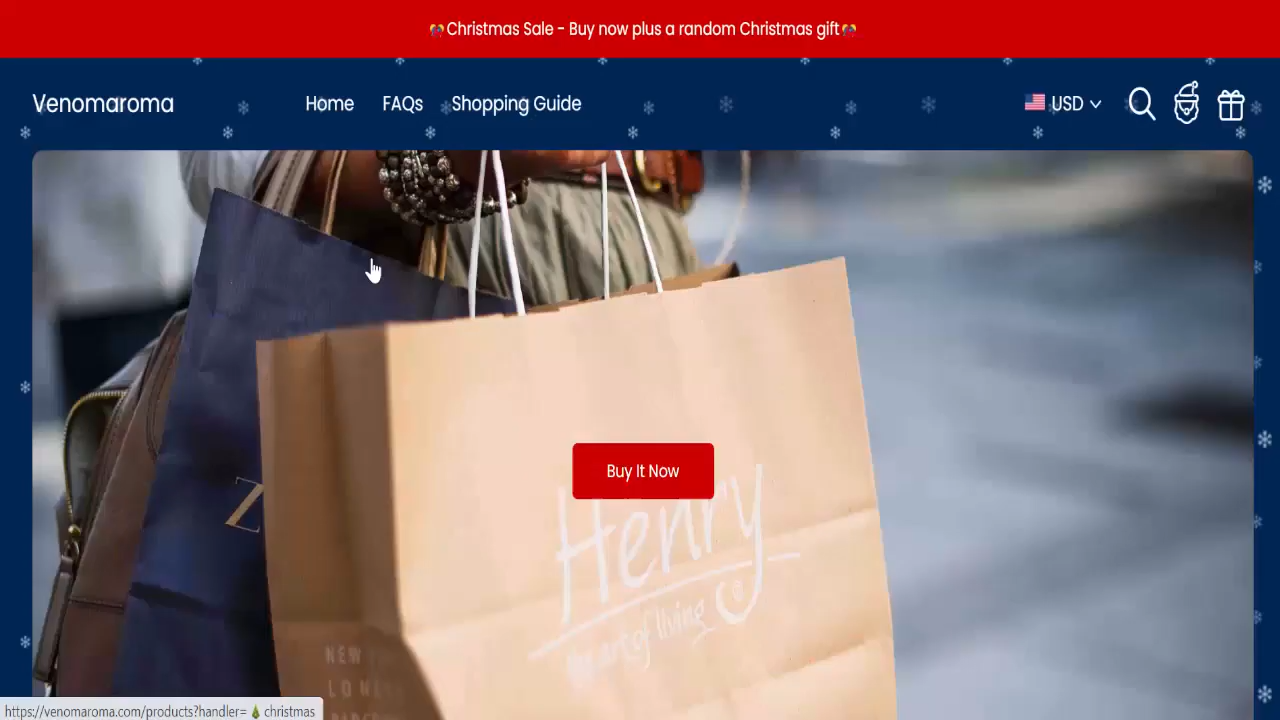 🎊Christmas Sale - Buy now plus a random Christmas gift🎊
Venomaroma
Home FAQs Shopping Guide
USD
Z
Buy It Now
Henry
art of living
NEW
https://venomaroma.com/products?handler=🎄christmas